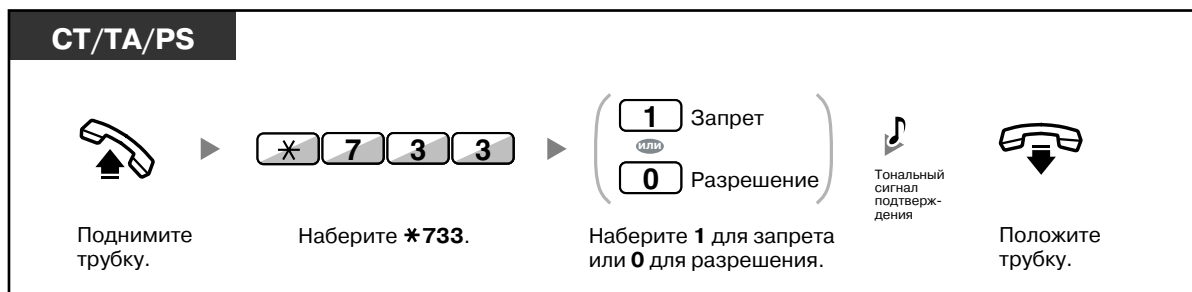 CT/TA/PS
1 Запрет
или
0 Разрешение
* 7 3 3
Тональный
сигнал
подтверж-
дения
Поднимите
трубку.
Наберите *733.
Наберите 1 для запрета
или 0 для разрешения.
Положите
трубку.